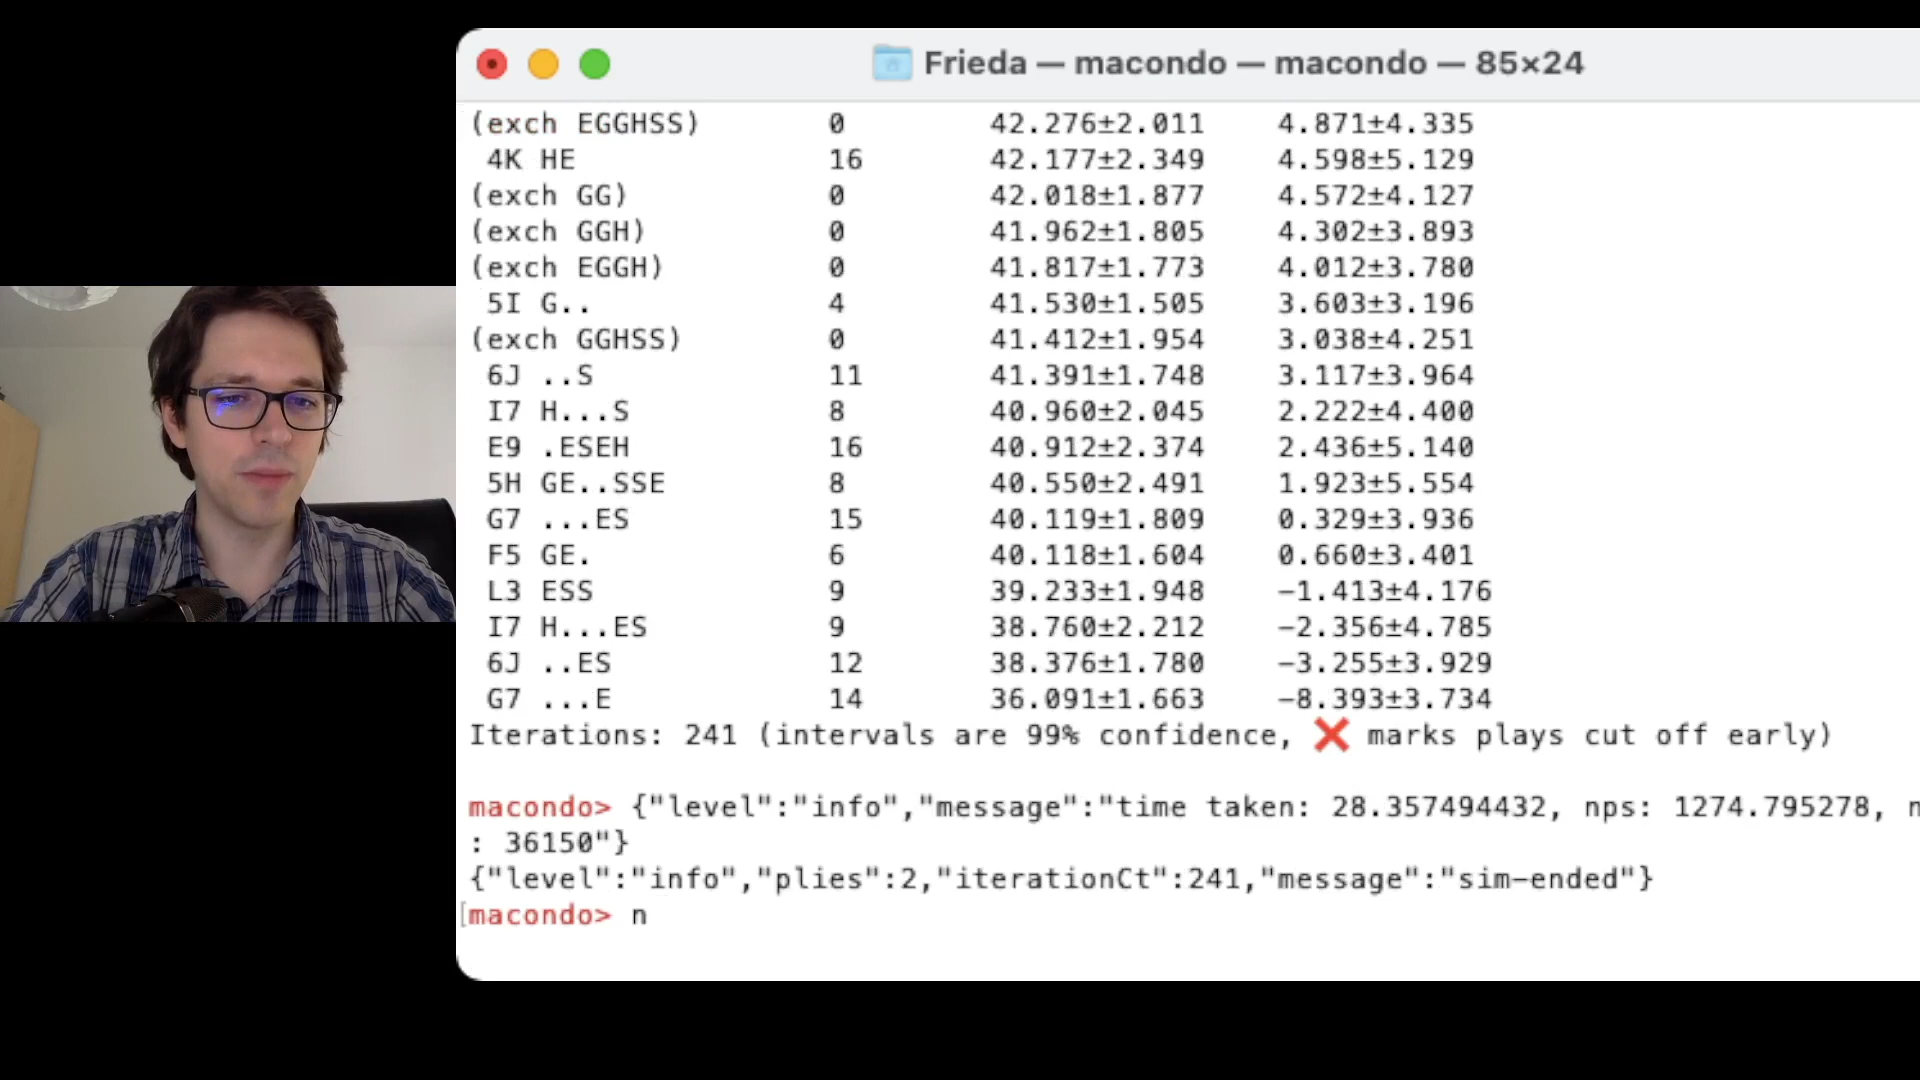 Frieda — macondo — macondo — 85×24
(exch EGGHSS) 0 42.276±2.011 4.871±4.335
4K HE 16 42.177±2.349 4.598±5.129
(exch GG) 0 42.018±1.877 4.572±4.127
(exch GGH) 0 41.962±1.805 4.302±3.893
(exch EGGH) 0 41.817±1.773 4.012±3.780
5I G.. 4 41.530±1.505 3.603±3.196
(exch GGHSS) 0 41.412±1.954 3.038±4.251
6J ..S 11 41.391±1.748 3.117±3.964
I7 H...S 8 40.960±2.045 2.222±4.400
E9 .ESEH 16 40.912±2.374 2.436±5.140
5H GE..SSE 8 40.550±2.491 1.923±5.554
G7 ...ES 15 40.119±1.809 0.329±3.936
F5 GE. 6 40.118±1.604 0.660±3.401
L3 ESS 9 39.233±1.948 −1.413±4.176
I7 H...ES 9 38.760±2.212 −2.356±4.785
6J ..ES 12 38.376±1.780 −3.255±3.929
G7 ...E 14 36.091±1.663 −8.393±3.734
Iterations: 241 (intervals are 99% confidence, ❌ marks plays cut off early)
macondo> {"level":"info","message":"time taken: 28.357494432, nps: 1274.795278, n
: 36150"}
{"level":"info","plies":2,"iterationCt":241,"message":"sim-ended"}
[macondo> n